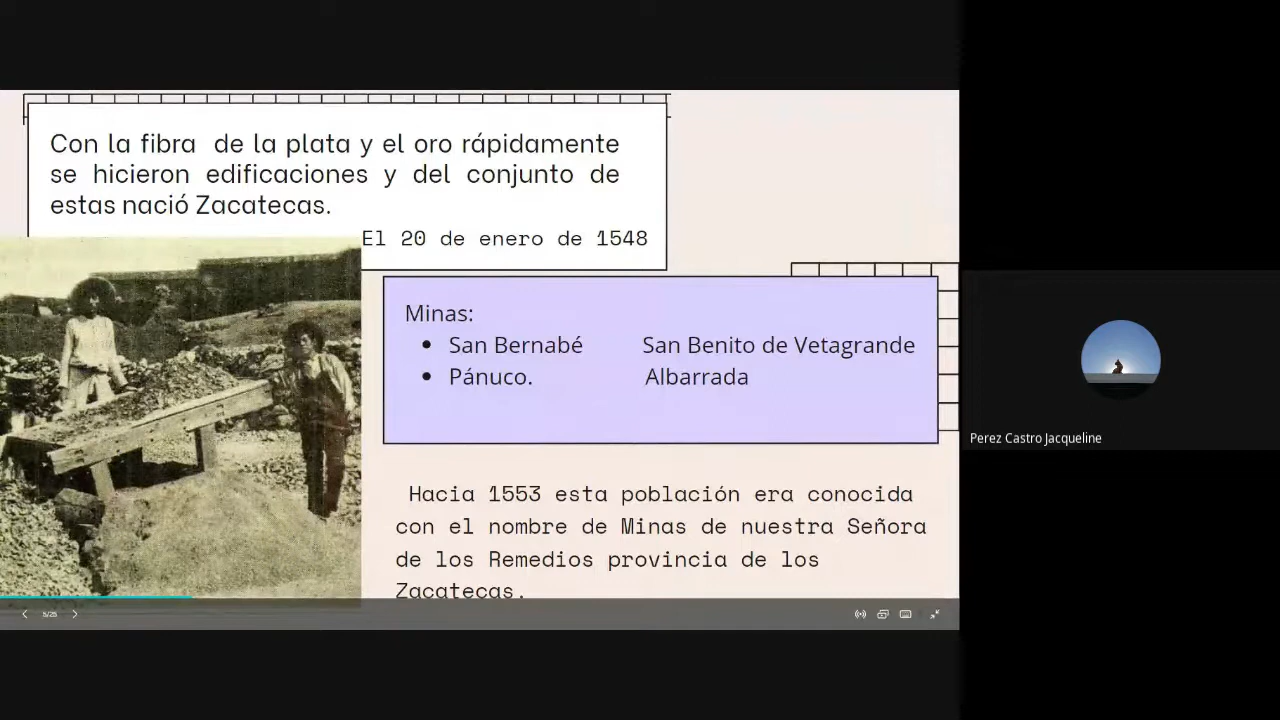 Con la fibra de la plata y el oro rápidamente
se hicieron edificaciones y del conjunto de
estas nació Zacatecas.
El 20 de enero de 1548
Minas:
• San Bernabé San Benito de Vetagrande
• Pánuco. Albarrada
Hacia 1553 esta población era conocida
con el nombre de Minas de nuestra Señora
de los Remedios provincia de los
Zacatecas.
5/25
Perez Castro Jacqueline